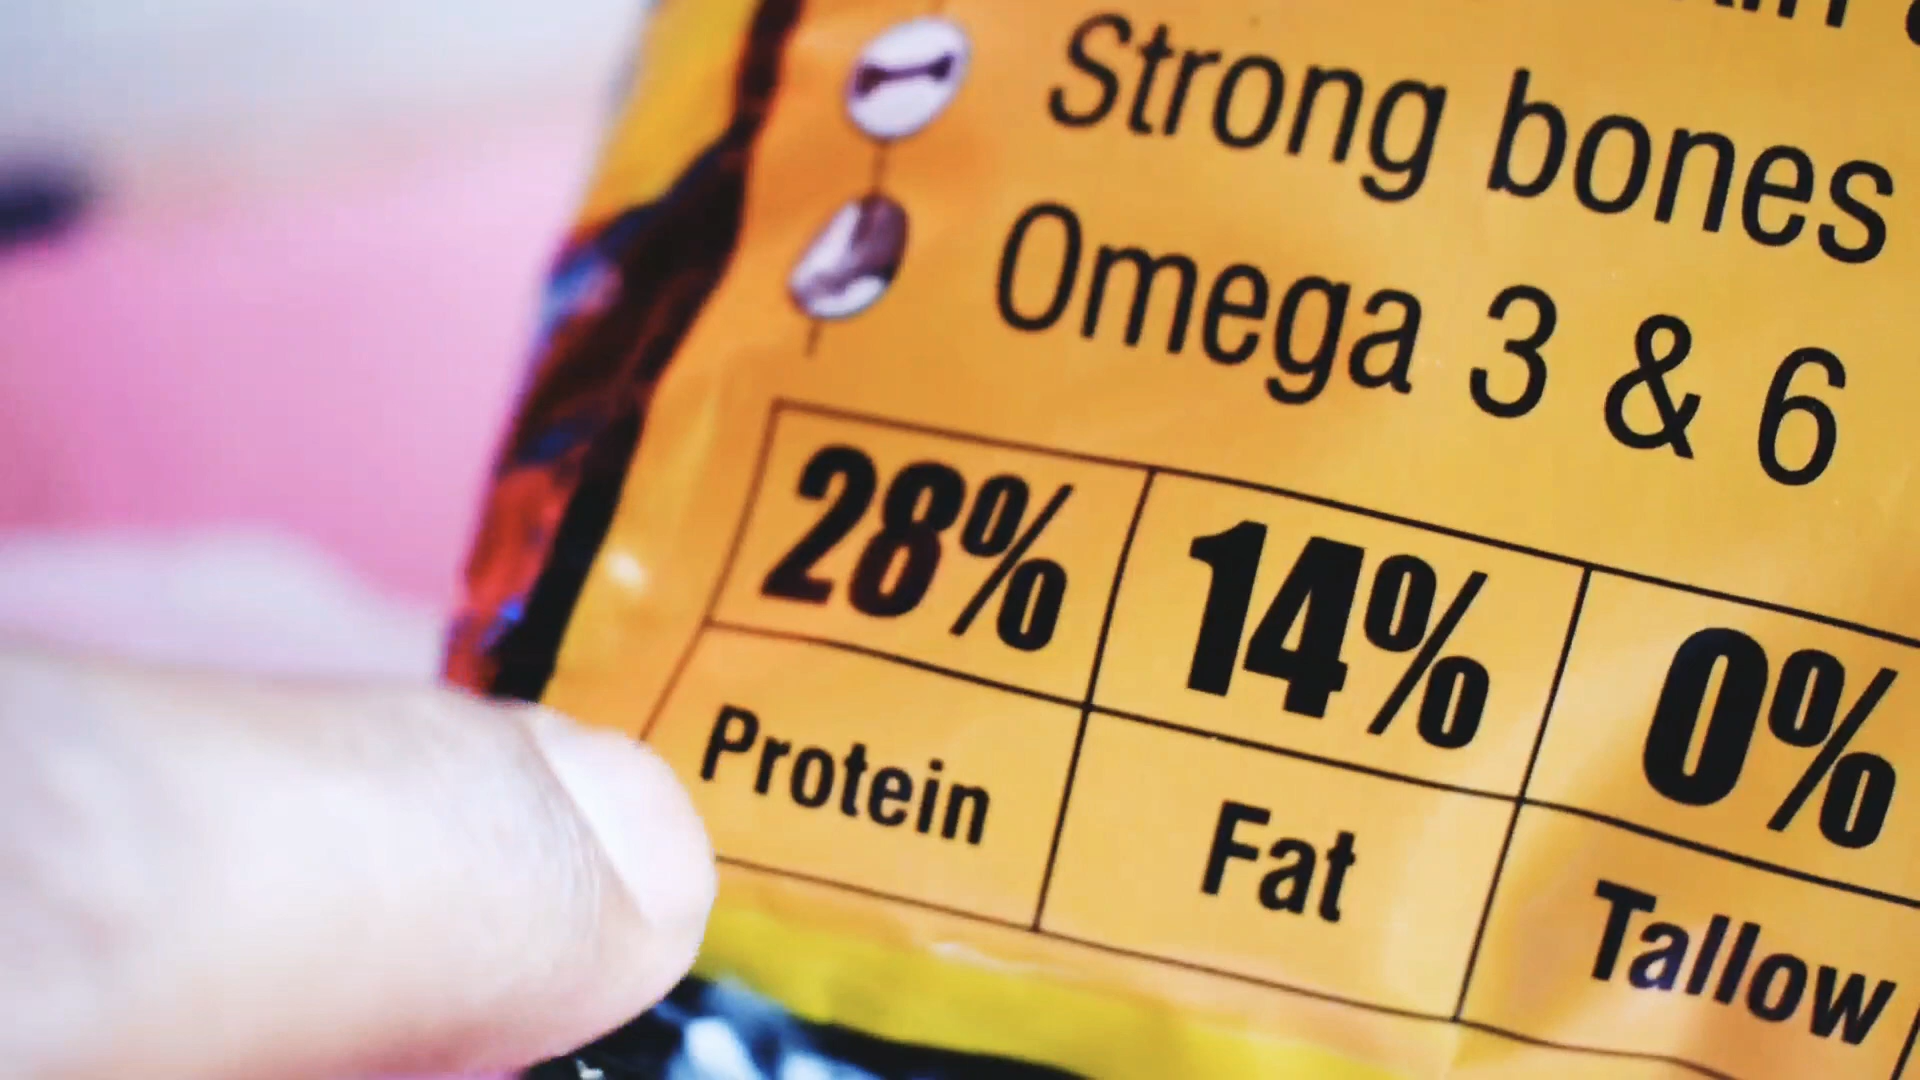 Strong bones
Omega 3 & 6
28% 14% 0%
Protein Fat Tallow